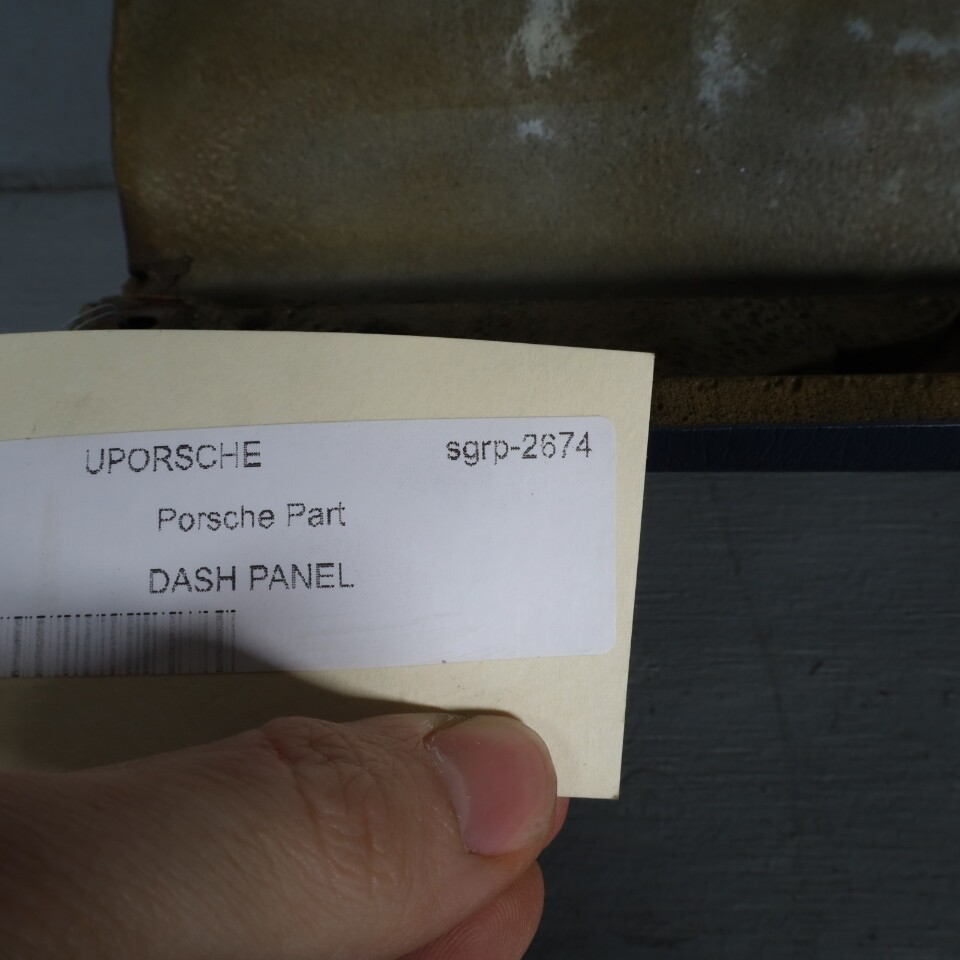 UPORSCHE sgrp-2674
Porsche Part
DASH PANEL